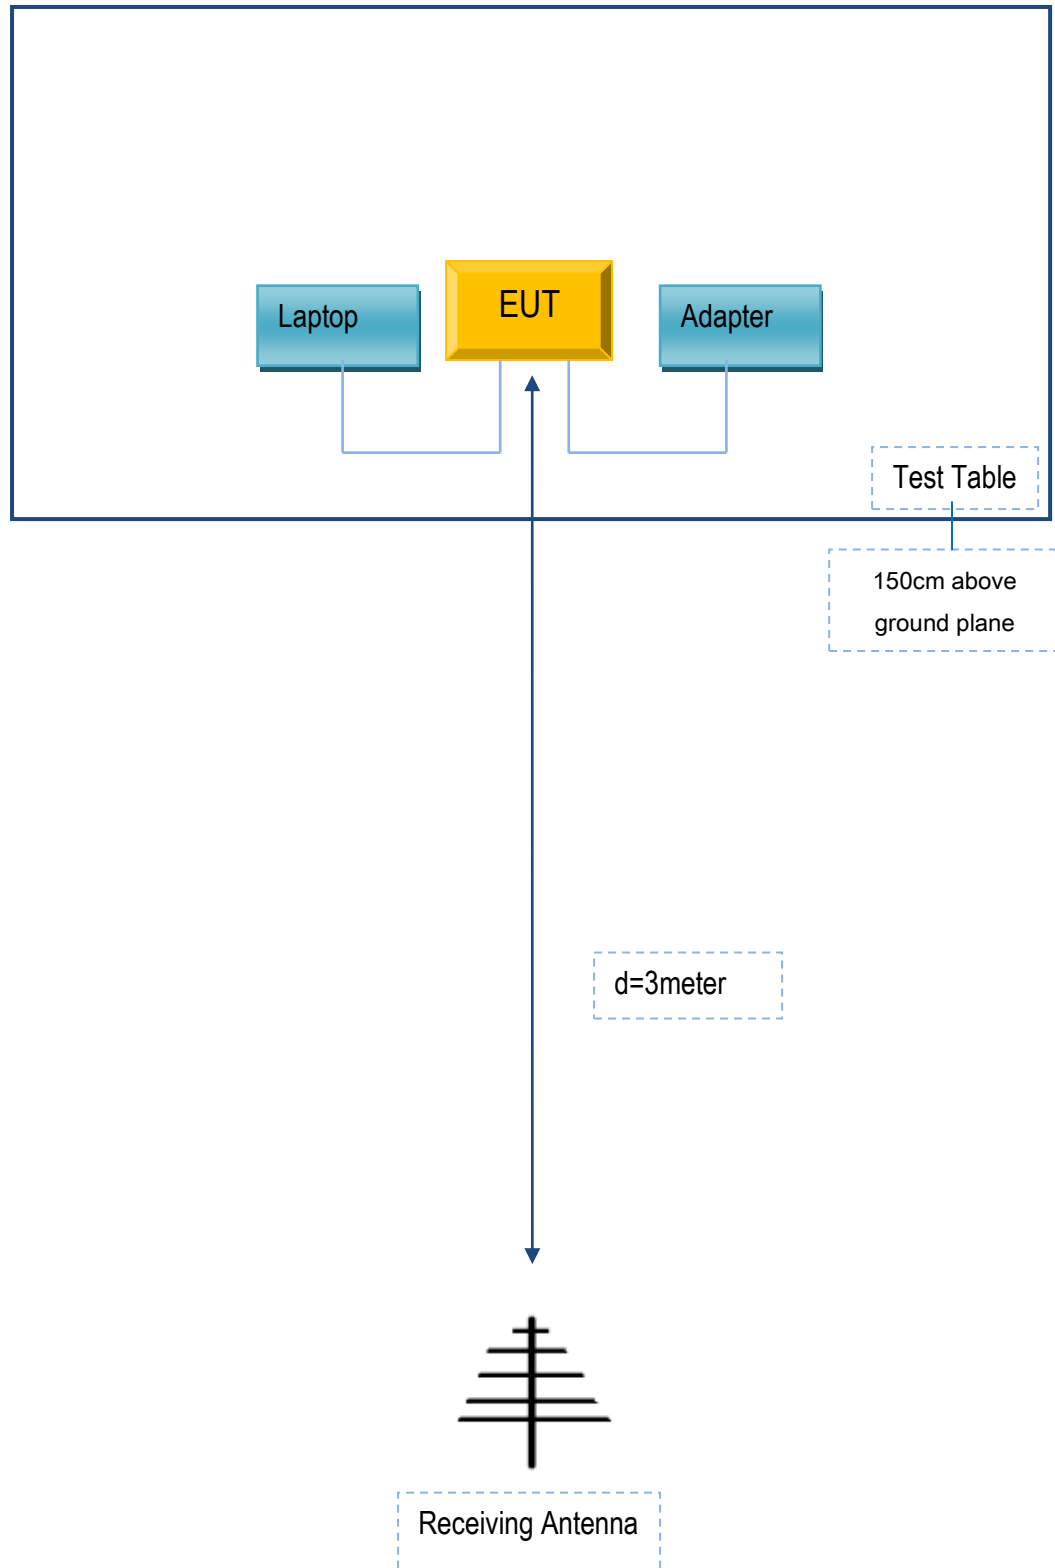 Laptop
EUT
Adapter
Test Table
150cm above
ground plane
d=3meter
Receiving Antenna